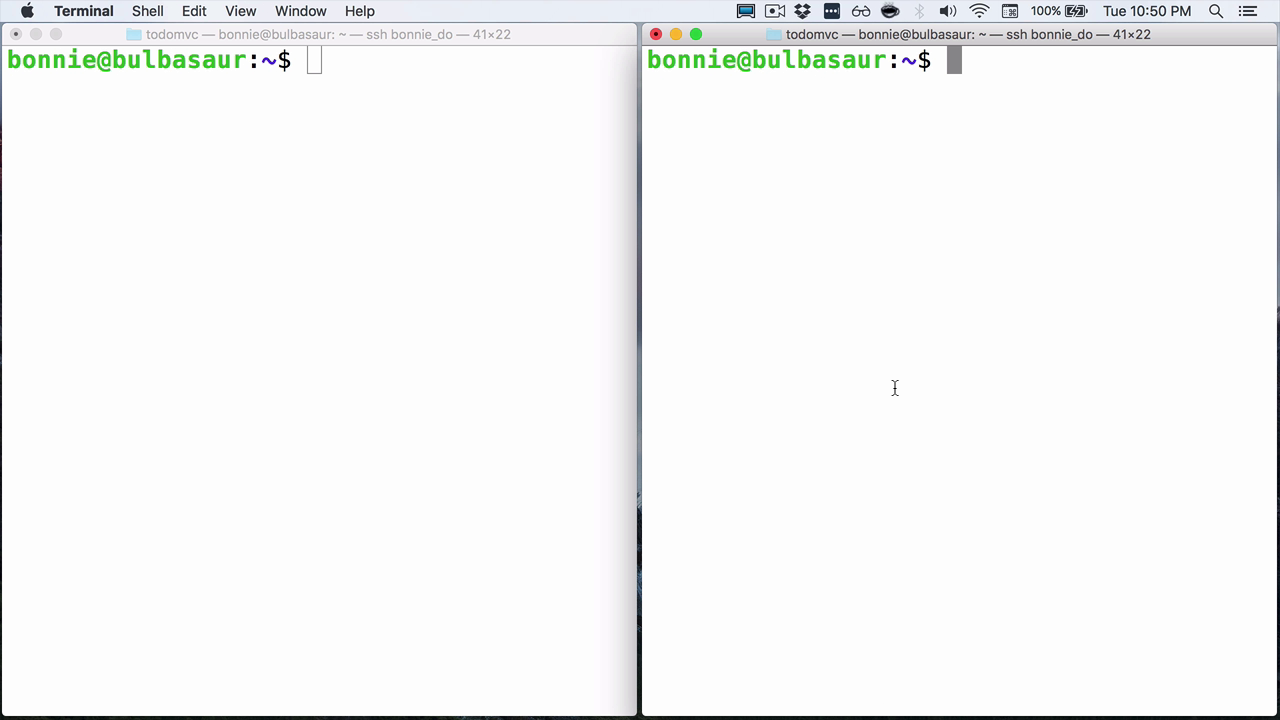 Terminal Shell Edit View Window Help 100% Tue 10:50 PM
todomvc — bonnie@bulbasaur: ~ — ssh bonnie_do — 41×22
bonnie@bulbasaur:~$
todomvc — bonnie@bulbasaur: ~ — ssh bonnie_do — 41×22
bonnie@bulbasaur:~$